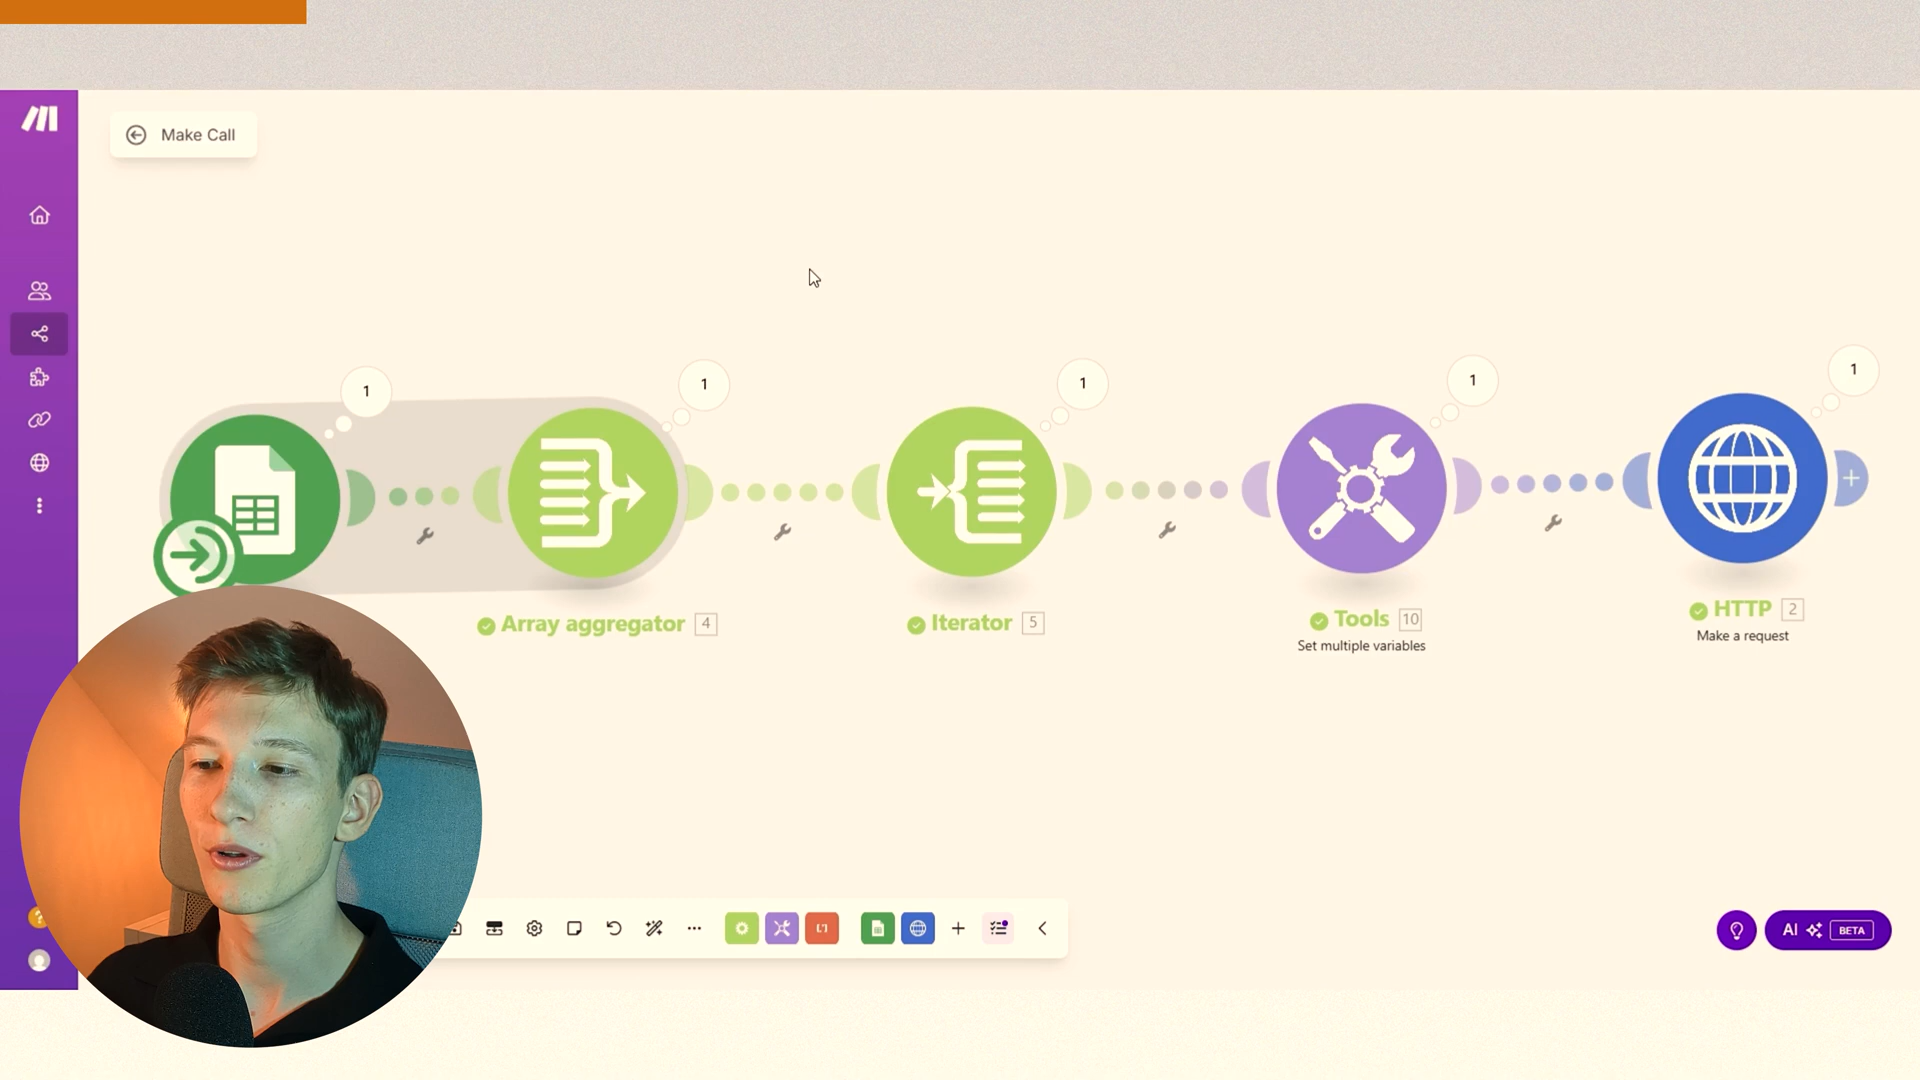 Make Call
1
1
1
1
1
Array aggregator 4
Iterator 5
Tools 10
Set multiple variables
HTTP 2
Make a request
?
AI BETA